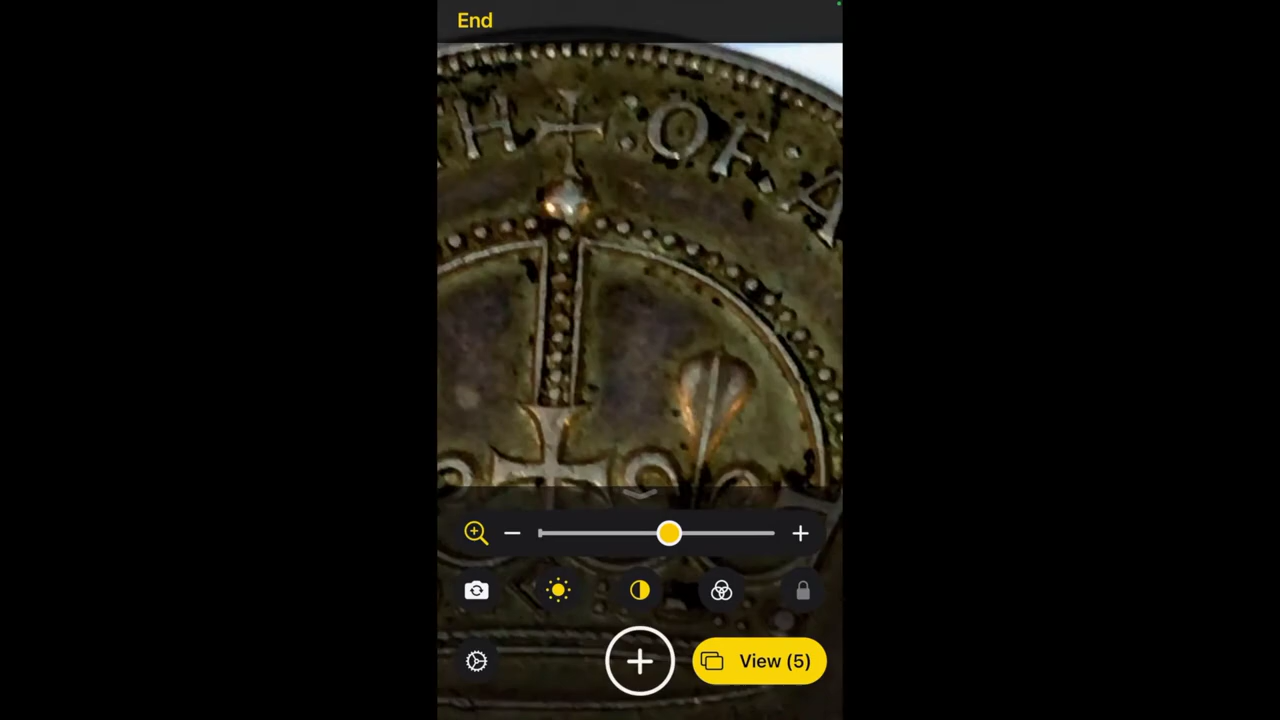 End
H ✢ : OF : A
View (5)